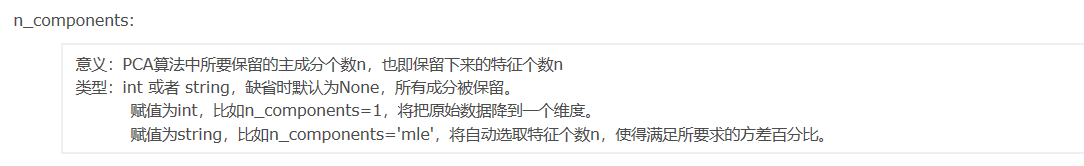 n_components:
意义：PCA算法中所要保留的主成分个数n，也即保留下来的特征个数n
类型：int 或者 string，缺省时默认为None，所有成分被保留。
赋值为int，比如n_components=1，将把原始数据降到一个维度。
赋值为string，比如n_components='mle'，将自动选取特征个数n，使得满足所要求的方差百分比。